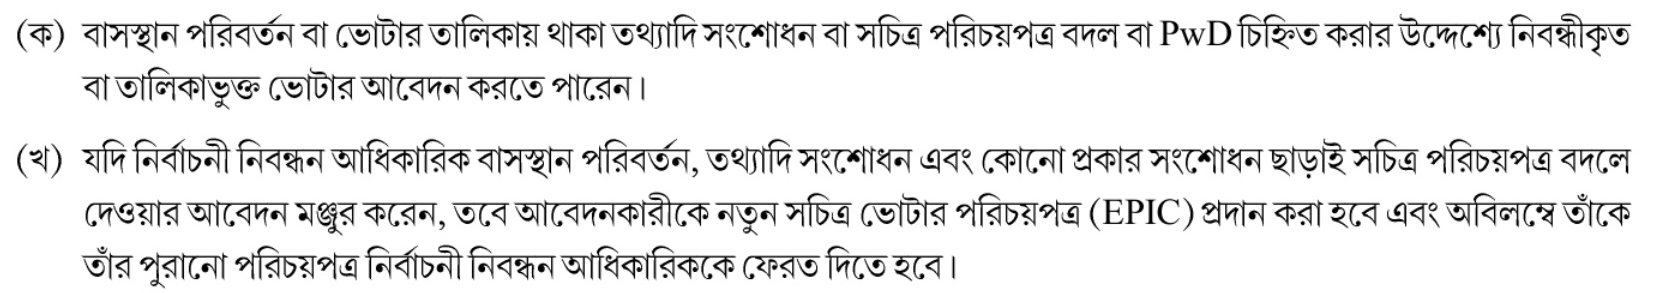 (ক) বাসস্থান পরিবর্তন বা ভোটার তালিকায় থাকা তথ্যাদি সংশোধন বা সচিত্র পরিচয়পত্র বদল বা PwD চিহ্নিত করার উদ্দেশ্যে নিবন্ধীকৃত
বা তালিকাভুক্ত ভোটার আবেদন করতে পারেন।
(খ) যদি নির্বাচনী নিবন্ধন আধিকারিক বাসস্থান পরিবর্তন, তথ্যাদি সংশোধন এবং কোনো প্রকার সংশোধন ছাড়াই সচিত্র পরিচয়পত্র বদলে
দেওয়ার আবেদন মঞ্জুর করেন, তবে আবেদনকারীকে নতুন সচিত্র ভোটার পরিচয়পত্র (EPIC) প্রদান করা হবে এবং অবিলম্বে তাঁকে
তাঁর পুরানো পরিচয়পত্র নির্বাচনী নিবন্ধন আধিকারিককে ফেরত দিতে হবে।